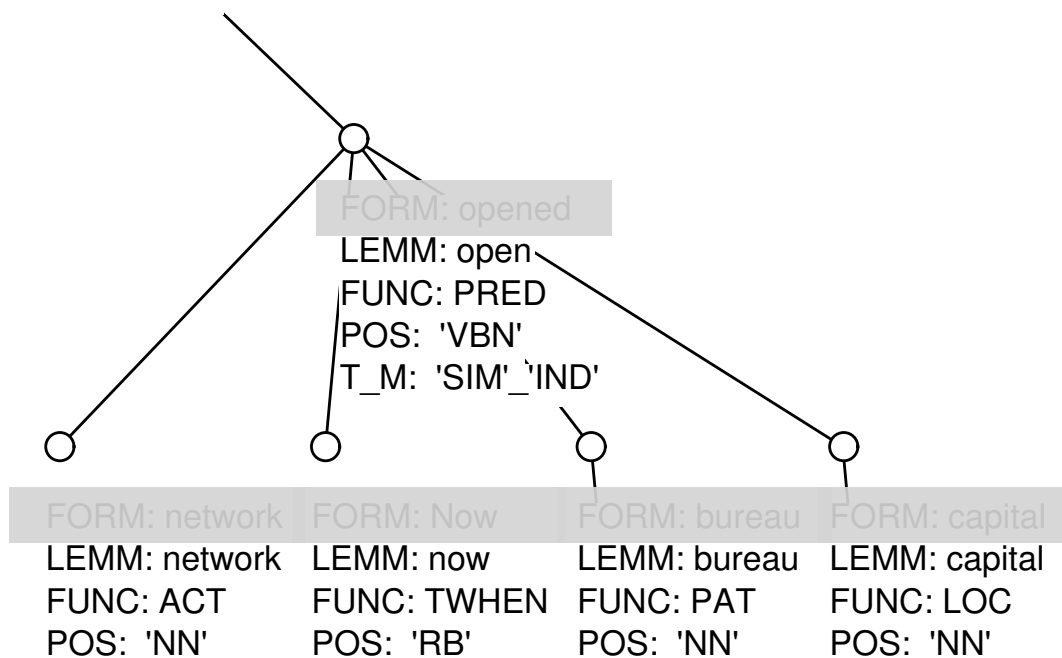 FORM: opened
LEMM: open
FUNC: PRED
POS: 'VBN'
T_M: 'SIM'_'IND'
FORM: network FORM: Now FORM: bureau FORM: capital
LEMM: network LEMM: now LEMM: bureau LEMM: capital
FUNC: ACT FUNC: TWHEN FUNC: PAT FUNC: LOC
POS: 'NN' POS: 'RB' POS: 'NN' POS: 'NN'